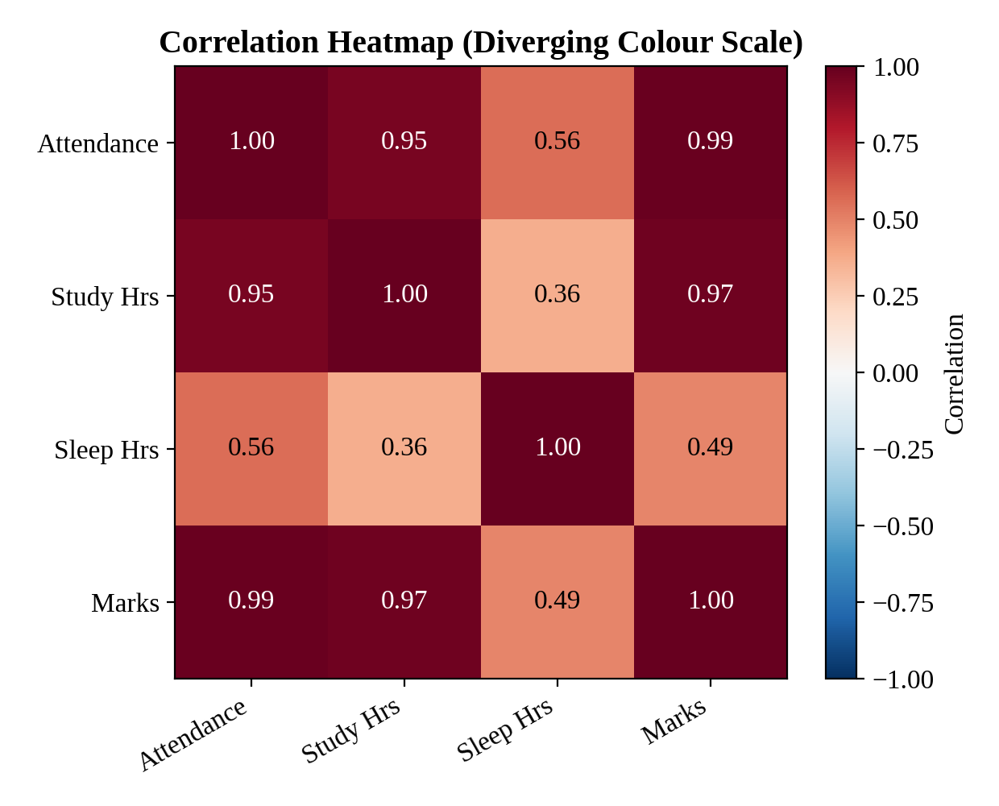 Correlation Heatmap (Diverging Colour Scale)
Attendance 1.00 0.95 0.56 0.99
Study Hrs 0.95 1.00 0.36 0.97
Sleep Hrs 0.56 0.36 1.00 0.49
Marks 0.99 0.97 0.49 1.00
Attendance Study Hrs Sleep Hrs Marks
1.00
0.75
0.50
0.25
0.00
−0.25
−0.50
−0.75
−1.00
Correlation